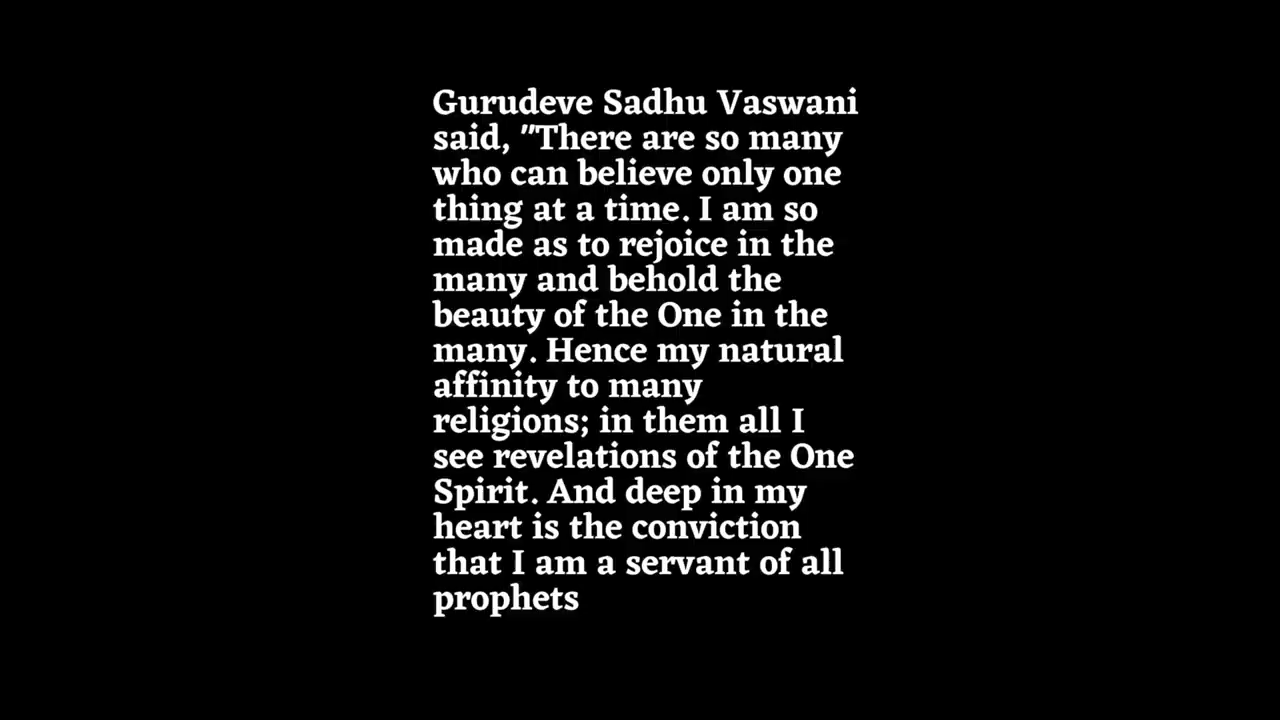 Gurudeve Sadhu Vaswani
said, "There are so many
who can believe only one
thing at a time. I am so
made as to rejoice in the
many and behold the
beauty of the One in the
many. Hence my natural
affinity to many
religions; in them all I
see revelations of the One
Spirit. And deep in my
heart is the conviction
that I am a servant of all
prophets